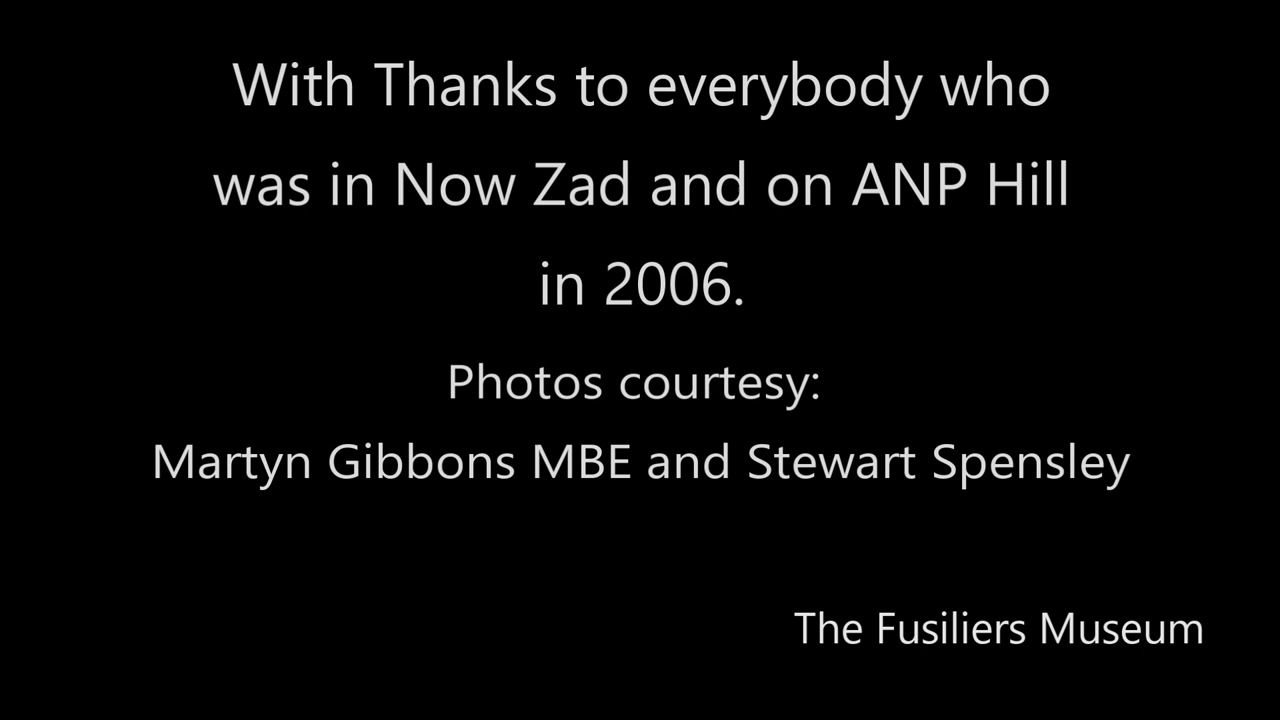 With Thanks to everybody who
was in Now Zad and on ANP Hill
in 2006.
Photos courtesy:
Martyn Gibbons MBE and Stewart Spensley
The Fusiliers Museum